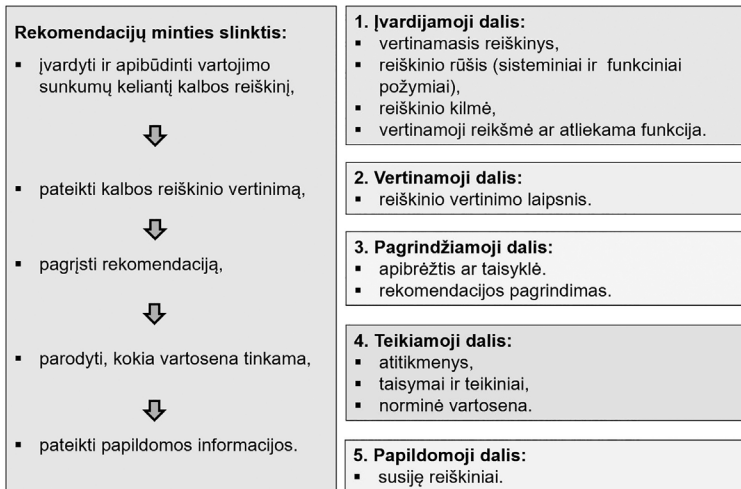 Rekomendacijų minties slinktis:
▪ įvardyti ir apibūdinti vartojimo
sunkumų keliantį kalbos reiškinį,
▪ pateikti kalbos reiškinio vertinimą,
▪ pagrįsti rekomendaciją,
▪ parodyti, kokia vartosena tinkama,
▪ pateikti papildomos informacijos.
1. Įvardijamoji dalis:
▪ vertinamasis reiškinys,
▪ reiškinio rūšis (sisteminiai ir funkciniai
požymiai),
▪ reiškinio kilmė,
▪ vertinamoji reikšmė ar atliekama funkcija.
2. Vertinamoji dalis:
▪ reiškinio vertinimo laipsnis.
3. Pagrindžiamoji dalis:
▪ apibrėžtis ar taisyklė.
▪ rekomendacijos pagrindimas.
4. Teikiamoji dalis:
▪ atitikmenys,
▪ taisymai ir teikiniai,
▪ norminė vartosena.
5. Papildomoji dalis:
▪ susiję reiškiniai.